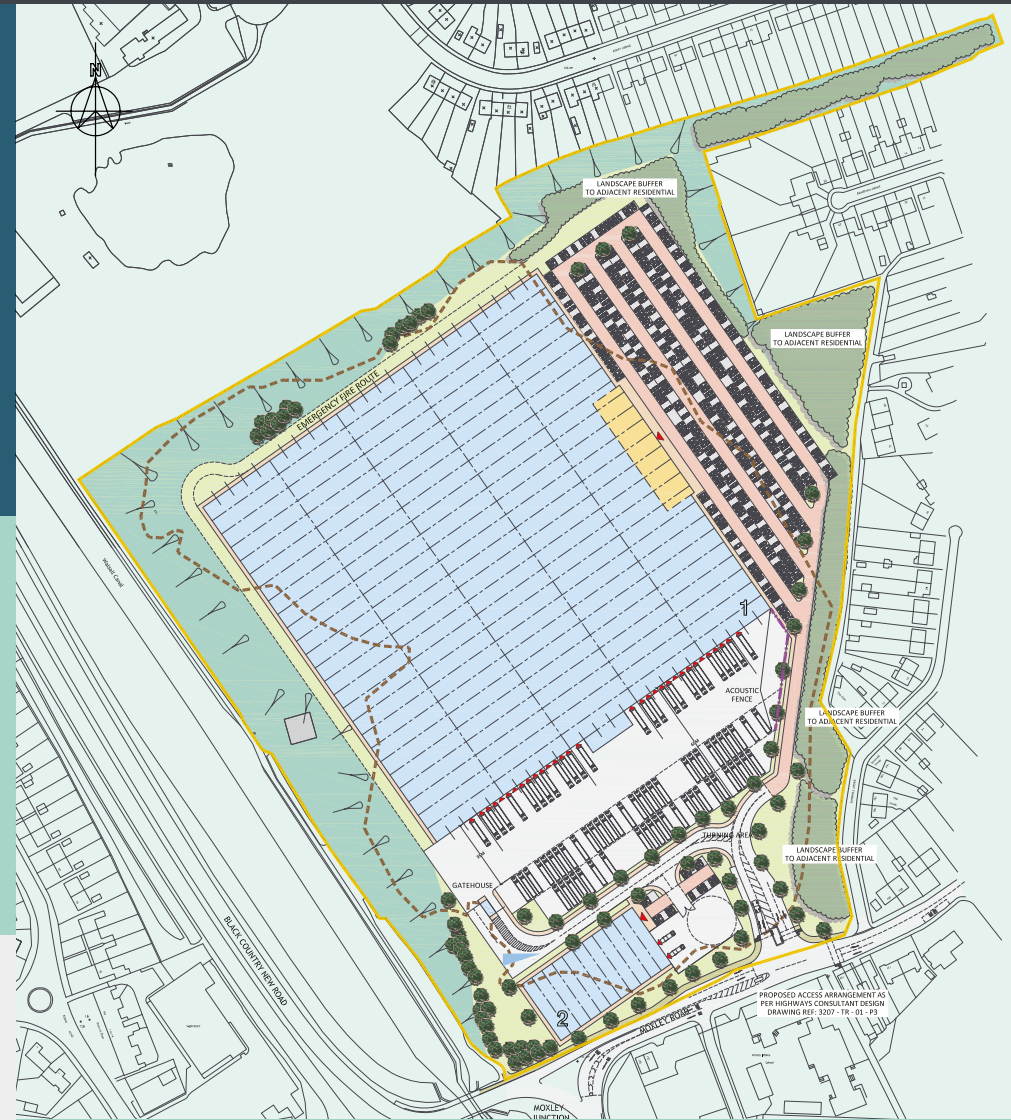 N
LANDSCAPE BUFFER
TO ADJACENT RESIDENTIAL
LANDSCAPE BUFFER
TO ADJACENT RESIDENTIAL
EMERGENCY FIRE ROUTE
Walsall Canal
1
ACOUSTIC
FENCE
LANDSCAPE BUFFER
TO ADJACENT RESIDENTIAL
TURNING AREA
LANDSCAPE BUFFER
TO ADJACENT RESIDENTIAL
GATEHOUSE
BLACK COUNTRY NEW ROAD
2
MOXLEY ROAD
PROPOSED ACCESS ARRANGEMENT AS
PER HIGHWAYS CONSULTANT DESIGN
DRAWING REF: 3207 - TR - 01 - P3
MOXLEY
JUNCTION